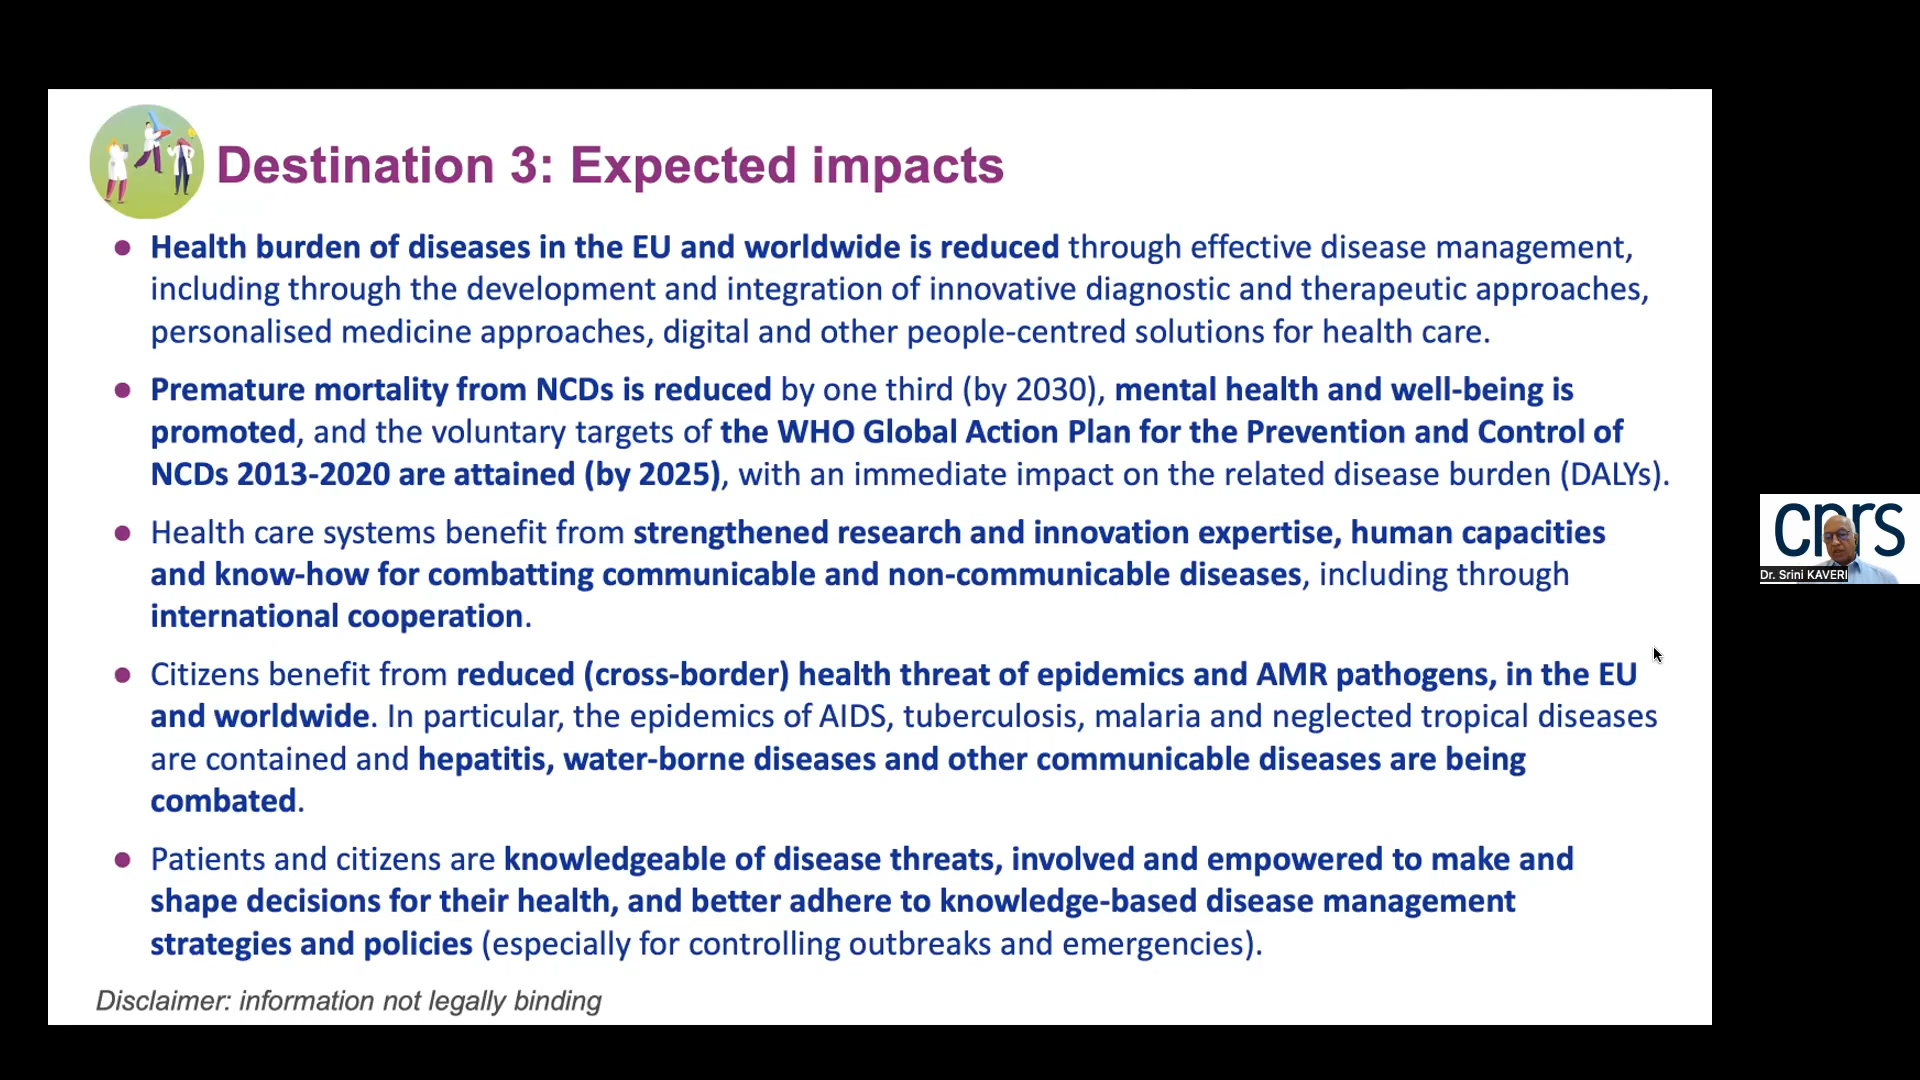 Destination 3: Expected impacts
● Health burden of diseases in the EU and worldwide is reduced through effective disease management,
including through the development and integration of innovative diagnostic and therapeutic approaches,
personalised medicine approaches, digital and other people-centred solutions for health care.
● Premature mortality from NCDs is reduced by one third (by 2030), mental health and well-being is
promoted, and the voluntary targets of the WHO Global Action Plan for the Prevention and Control of
NCDs 2013-2020 are attained (by 2025), with an immediate impact on the related disease burden (DALYs).
● Health care systems benefit from strengthened research and innovation expertise, human capacities
and know-how for combatting communicable and non-communicable diseases, including through
international cooperation.
● Citizens benefit from reduced (cross-border) health threat of epidemics and AMR pathogens, in the EU
and worldwide. In particular, the epidemics of AIDS, tuberculosis, malaria and neglected tropical diseases
are contained and hepatitis, water-borne diseases and other communicable diseases are being
combated.
● Patients and citizens are knowledgeable of disease threats, involved and empowered to make and
shape decisions for their health, and better adhere to knowledge-based disease management
strategies and policies (especially for controlling outbreaks and emergencies).
Disclaimer: information not legally binding
cnrs
Dr. Srini KAVERI